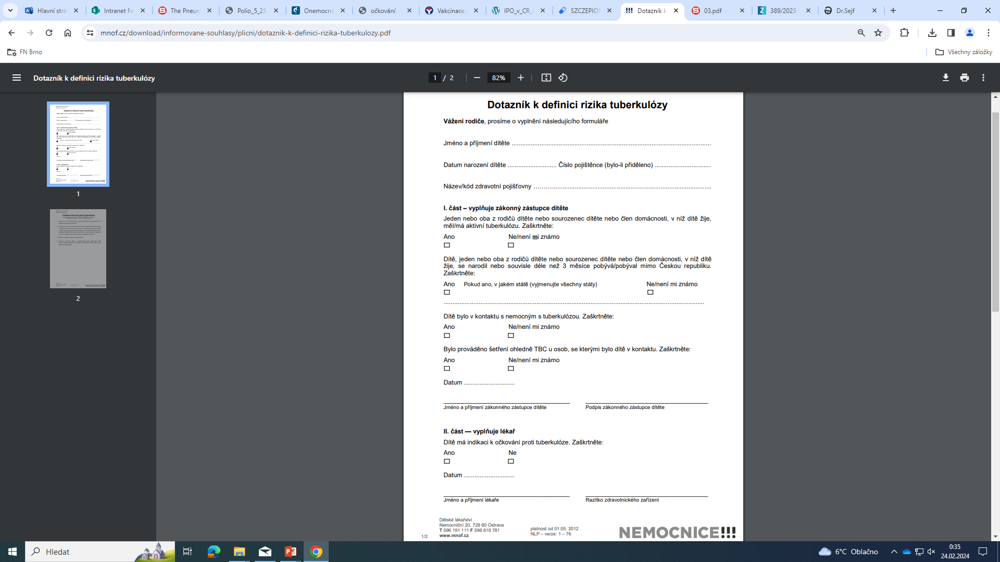 Hlavní strá
Intranet Fa
The Pneum
Polio_5_23
Onemocně
očkování
Vakcinace.
IPO_v_CR_
SZCZEPION
Dotazník k
03.pdf
389/2023
Dr.Sejf
mnof.cz/download/informovane-souhlasy/plicni/dotaznik-k-definici-rizika-tuberkulozy.pdf
FN Brno
Všechny záložky
Dotazník k definici rizika tuberkulózy
1 / 2
82%
1
2
Dotazník k definici rizika tuberkulózy
Vážení rodiče, prosíme o vyplnění následujícího formuláře
Jméno a příjmení dítěte ..................................................................................................................
Datum narození dítěte ............................ Číslo pojištěnce (bylo-li přiděleno) ................................
Název/kód zdravotní pojišťovny ………...........................................................................................
I. část – vyplňuje zákonný zástupce dítěte
Jeden nebo oba z rodičů dítěte nebo sourozenec dítěte nebo člen domácnosti, v níž dítě žije,
měl/má aktivní tuberkulózu. Zaškrtněte:
Ano Ne/není mi známo
Dítě, jeden nebo oba z rodičů dítěte nebo sourozenec dítěte nebo člen domácnosti, v níž dítě
žije, se narodil nebo souvisle déle než 3 měsíce pobývá/pobýval mimo Českou republiku.
Zaškrtněte:
Ano Pokud ano, v jakém státě (vyjmenujte všechny státy) Ne/není mi známo
......................................................................................................................................................
Dítě bylo v kontaktu s nemocným s tuberkulózou. Zaškrtněte:
Ano Ne/není mi známo
Bylo prováděno šetření ohledně TBC u osob, se kterými bylo dítě v kontaktu. Zaškrtněte:
Ano Ne/není mi známo
Datum .............................
Jméno a příjmení zákonného zástupce dítěte Podpis zákonného zástupce dítěte
II. část — vyplňuje lékař
Dítě má indikaci k očkování proti tuberkulóze. Zaškrtněte:
Ano Ne
Datum .............................
Jméno a příjmení lékaře Razítko zdravotnického zařízení
Dětské lékařství
Nemocniční 20, 728 80 Ostrava
T 596 191 111 F 596 618 781
www.mnof.cz
platnost od 01.05. 2012
NLP – verze: 1 – 76
1/2
NEMOCNICE!!!
Hledat
6°C Oblačno
0:35
24.02.2024